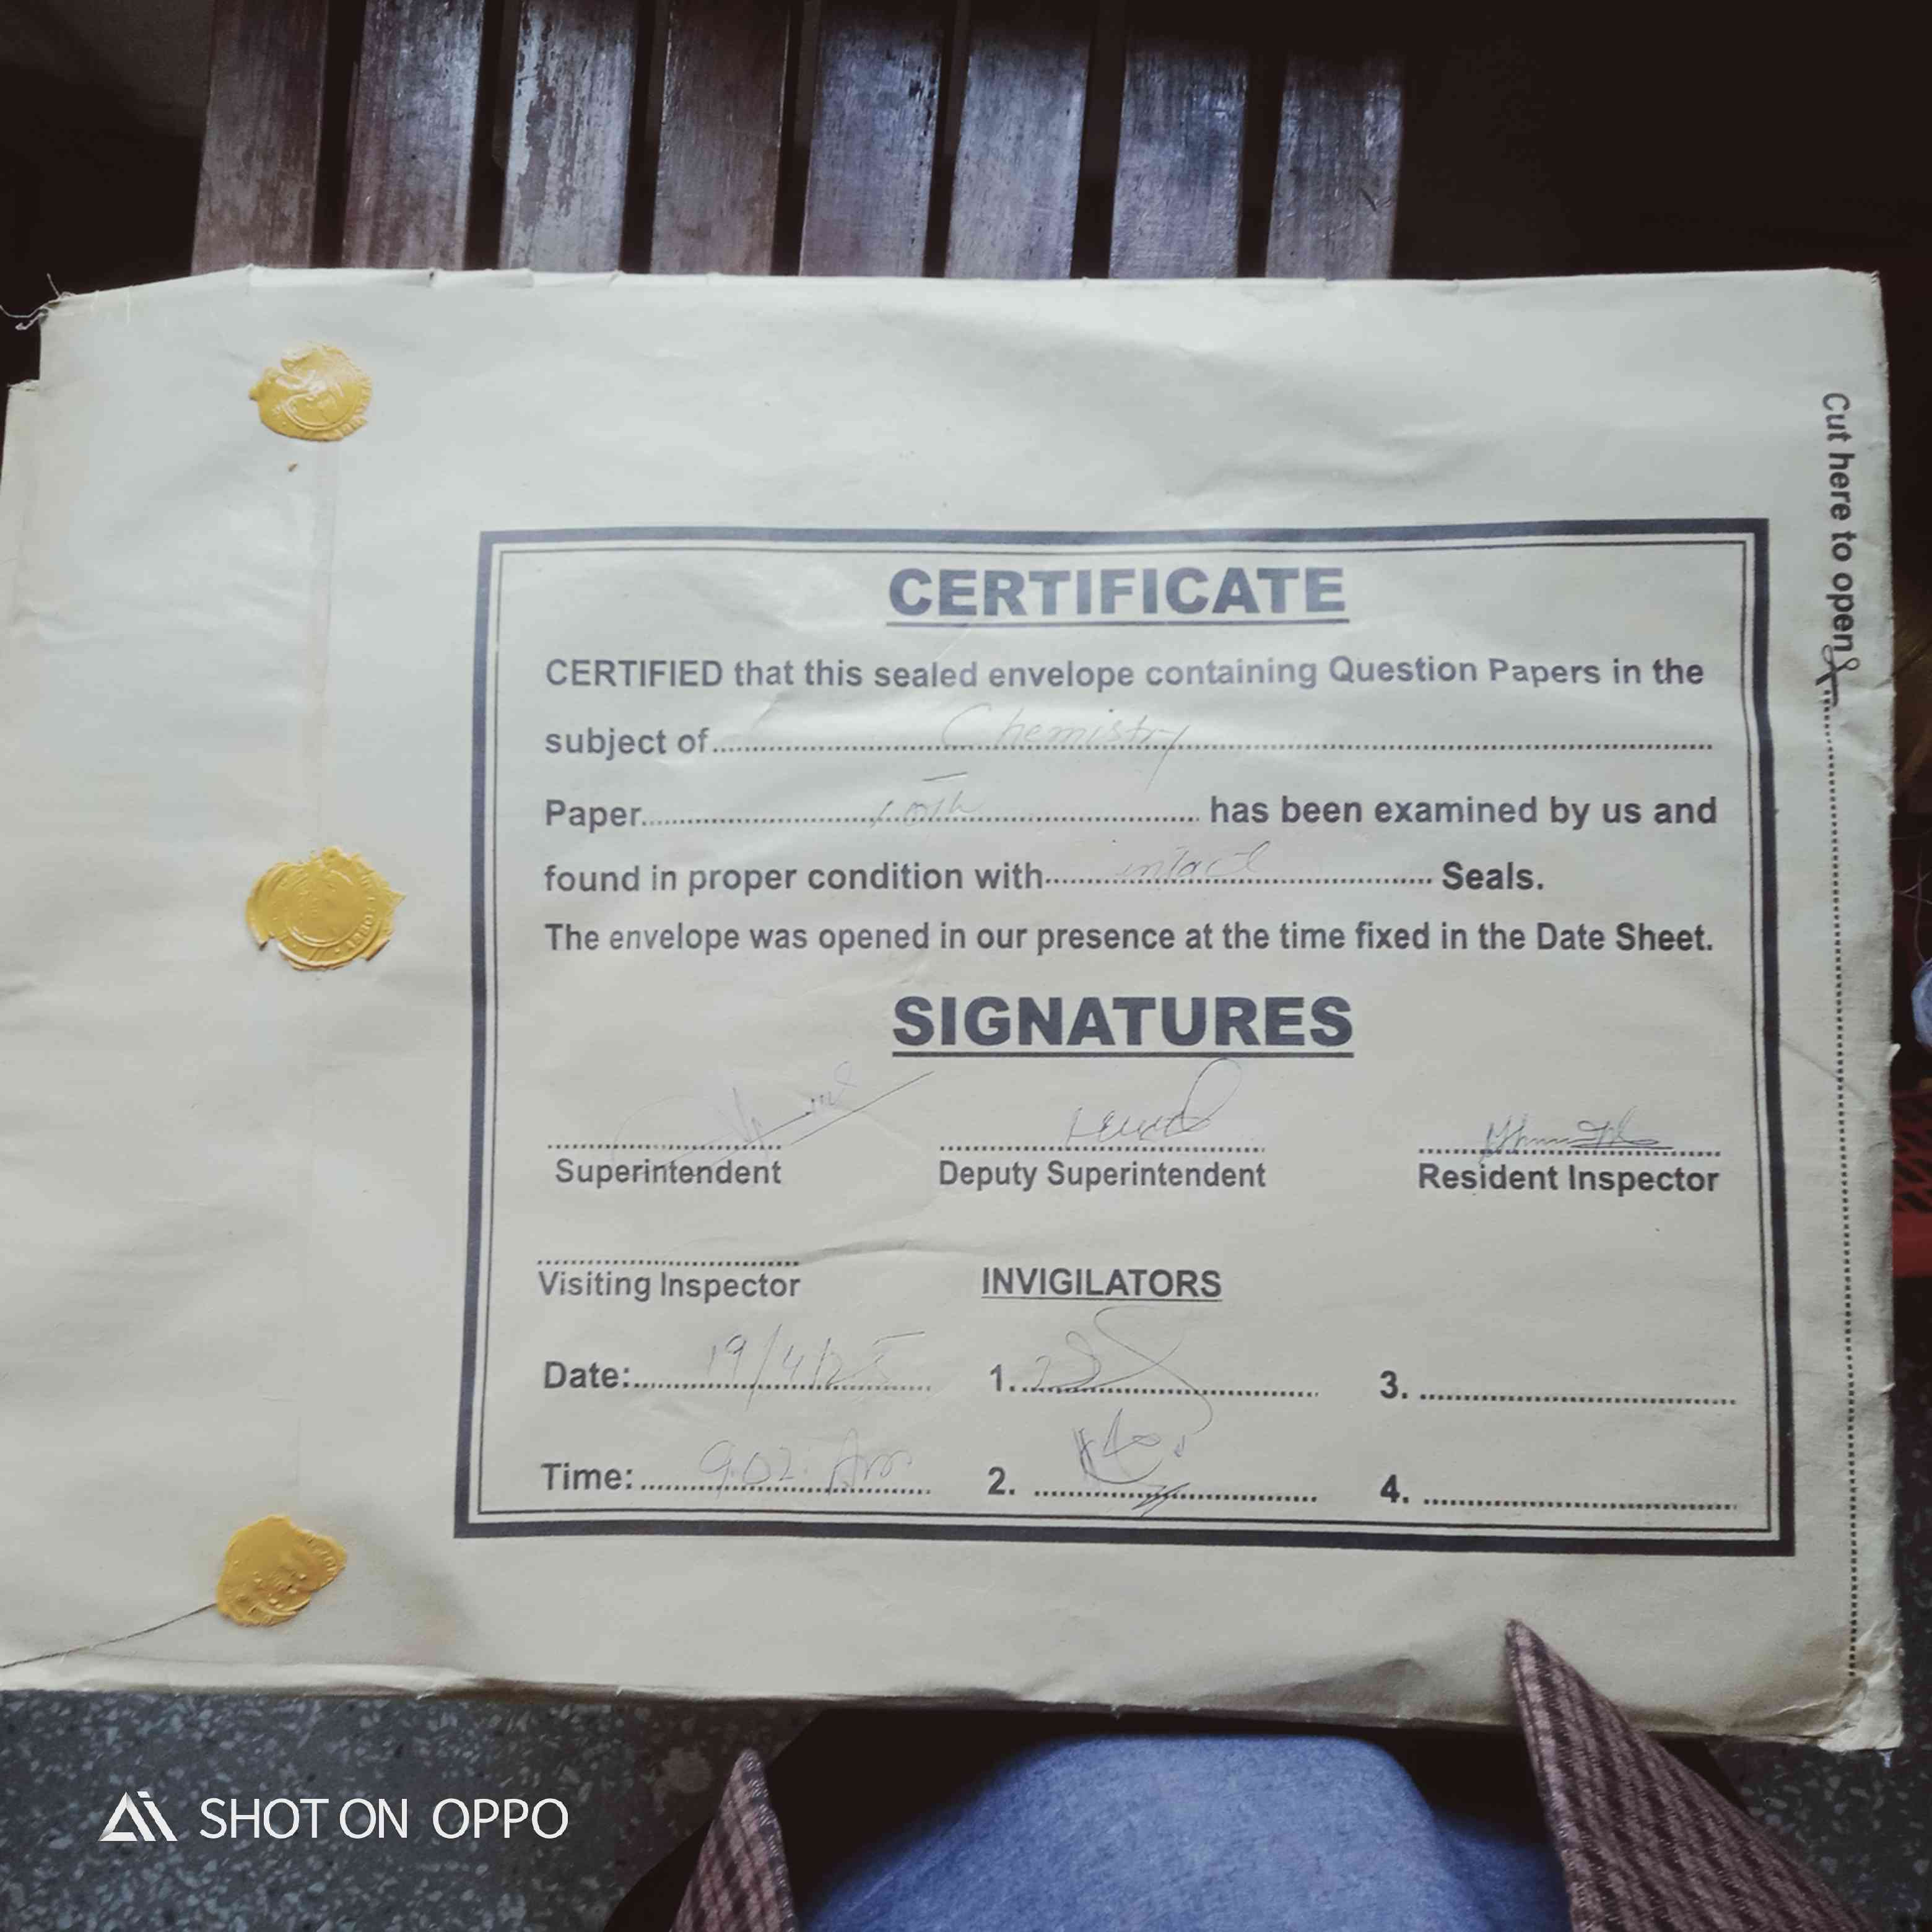 Cut here to open
CERTIFICATE
CERTIFIED that this sealed envelope containing Question Papers in the
subject of Chemistry
Paper 10th has been examined by us and
found in proper condition with intact Seals.
The envelope was opened in our presence at the time fixed in the Date Sheet.
SIGNATURES
Superintendent Deputy Superintendent Resident Inspector
Visiting Inspector INVIGILATORS
Date: 19/4/25 1. 3.
Time: 9.02. Am 2. 4.
Ai SHOT ON OPPO